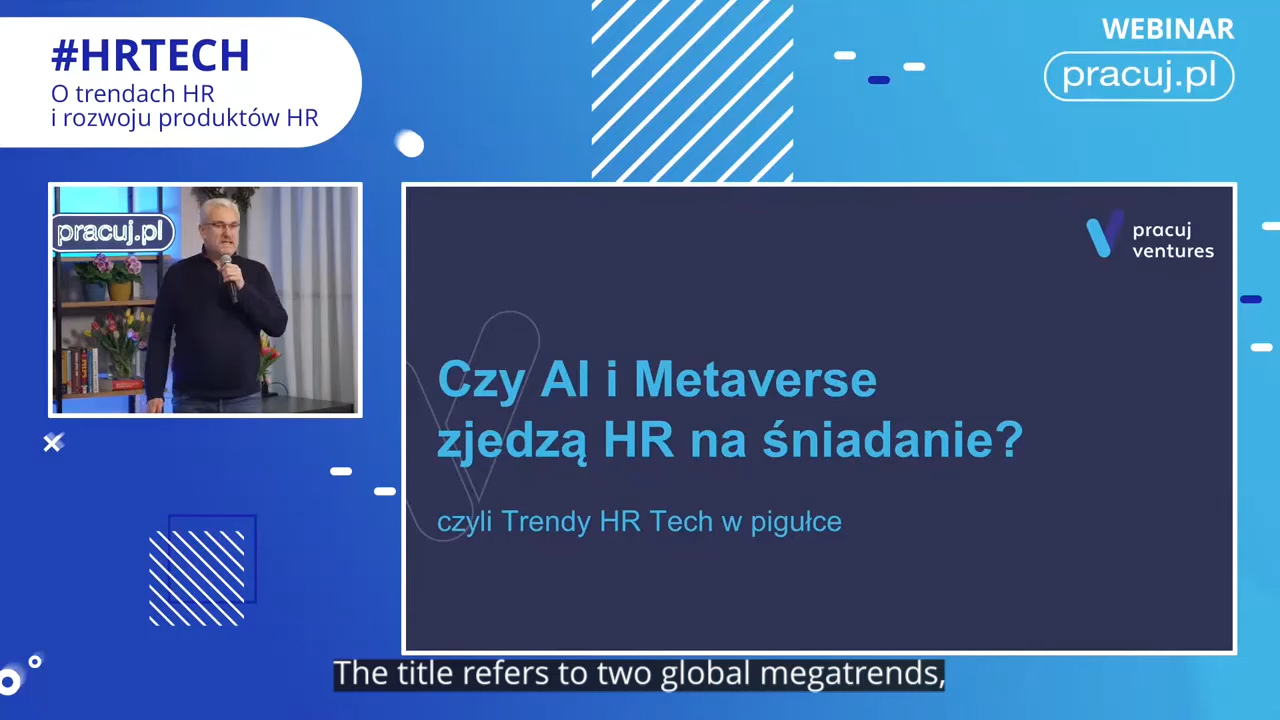 #HRTECH
O trendach HR
i rozwoju produktów HR
WEBINAR
pracuj.pl
pracuj.pl
pracuj
ventures
Czy AI i Metaverse
zjedzą HR na śniadanie?
czyli Trendy HR Tech w pigułce
The title refers to two global megatrends,